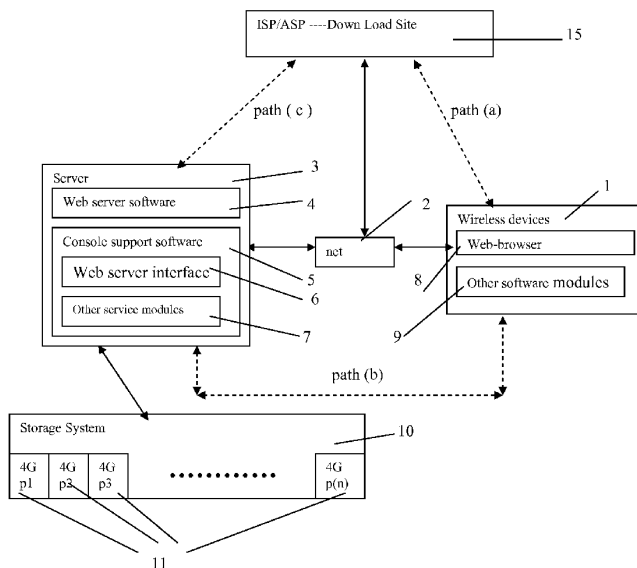 ISP/ASP ----Down Load Site
15
path ( c )
path (a)
Server
3
Web server software
4
Console support software
5
Web server interface
6
Other service modules
7
2
net
1
Wireless devices
Web-browser
8
Other software modules
9
path (b)
Storage System
10
4G
p1
4G
p2
4G
p3
4G
p(n)
11